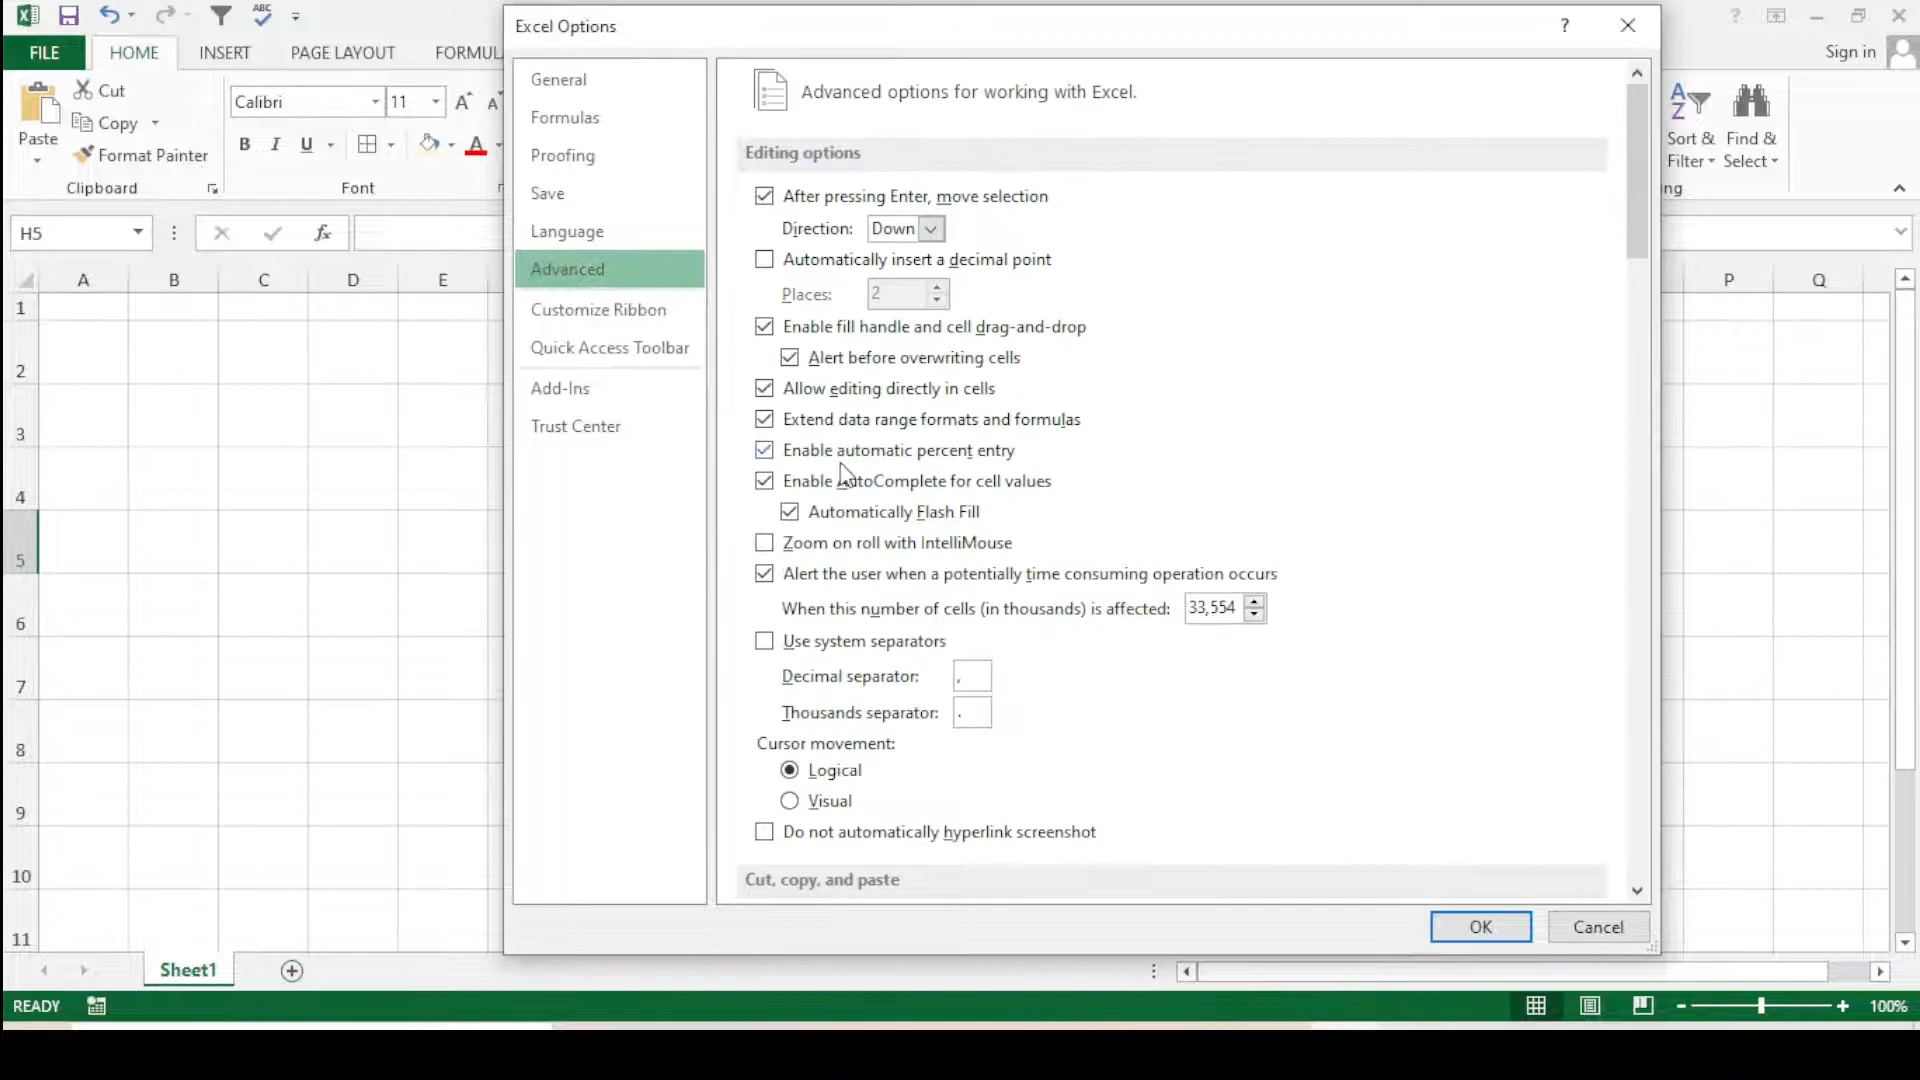 ABC
Excel Options
?
?
FILE
HOME
INSERT
PAGE LAYOUT
FORMUL
Sign in
Cut
Copy
Format Painter
Paste
Clipboard
Calibri
11
B I U
A
Font
Sort & Filter
Find & Select
ng
H5
fx
A B C D E P Q
1
2
3
4
5
6
7
8
9
10
11
General
Formulas
Proofing
Save
Language
Advanced
Customize Ribbon
Quick Access Toolbar
Add-Ins
Trust Center
Advanced options for working with Excel.
Editing options
After pressing Enter, move selection
Direction: Down
Automatically insert a decimal point
Places: 2
Enable fill handle and cell drag-and-drop
Alert before overwriting cells
Allow editing directly in cells
Extend data range formats and formulas
Enable automatic percent entry
Enable AutoComplete for cell values
Automatically Flash Fill
Zoom on roll with IntelliMouse
Alert the user when a potentially time consuming operation occurs
When this number of cells (in thousands) is affected: 33,554
Use system separators
Decimal separator: ,
Thousands separator: .
Cursor movement:
Logical
Visual
Do not automatically hyperlink screenshot
Cut, copy, and paste
OK
Cancel
Sheet1
READY
100%